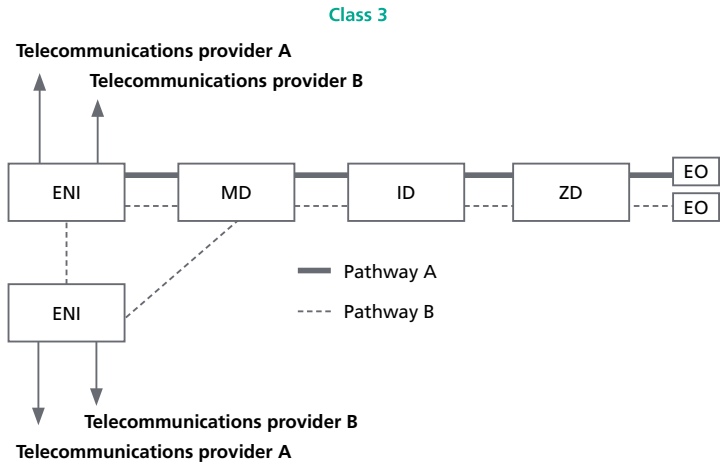 Class 3
Telecommunications provider A
Telecommunications provider B
ENI
MD
ID
ZD
EO
EO
Pathway A
Pathway B
ENI
Telecommunications provider B
Telecommunications provider A